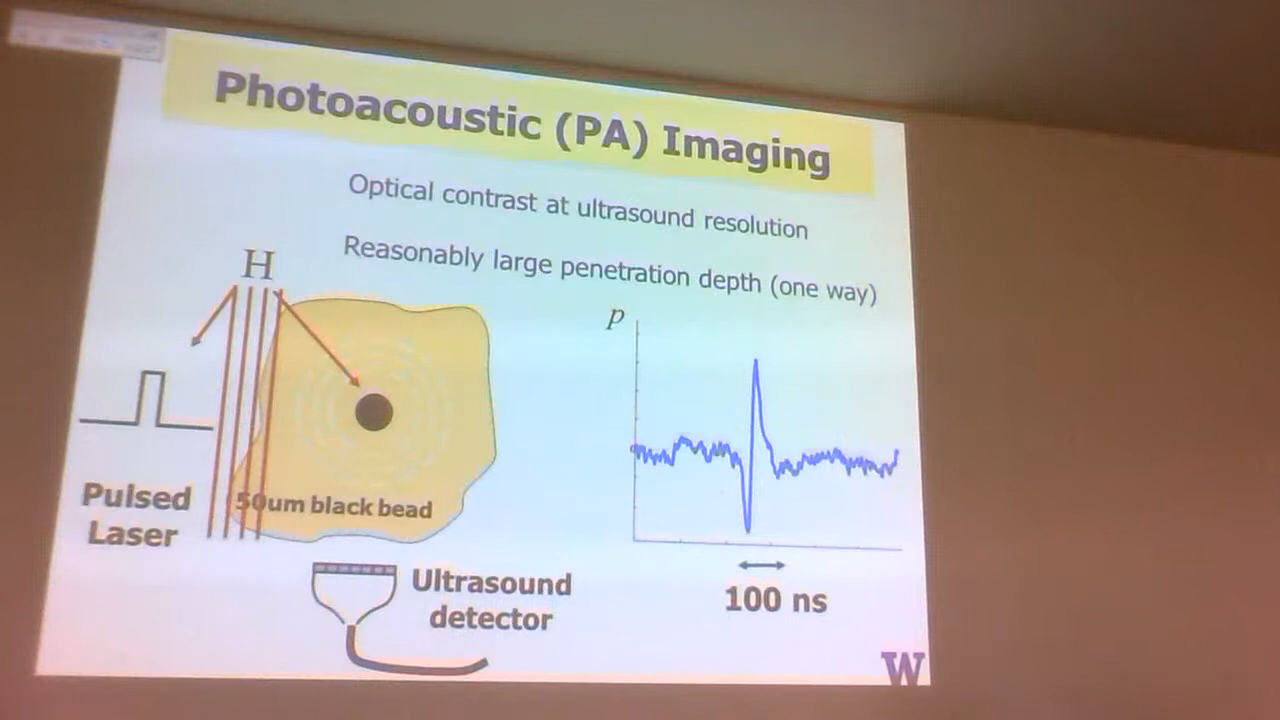 Photoacoustic (PA) Imaging
Optical contrast at ultrasound resolution
Reasonably large penetration depth (one way)
H
p
Pulsed
Laser
50um black bead
Ultrasound
detector
100 ns
W